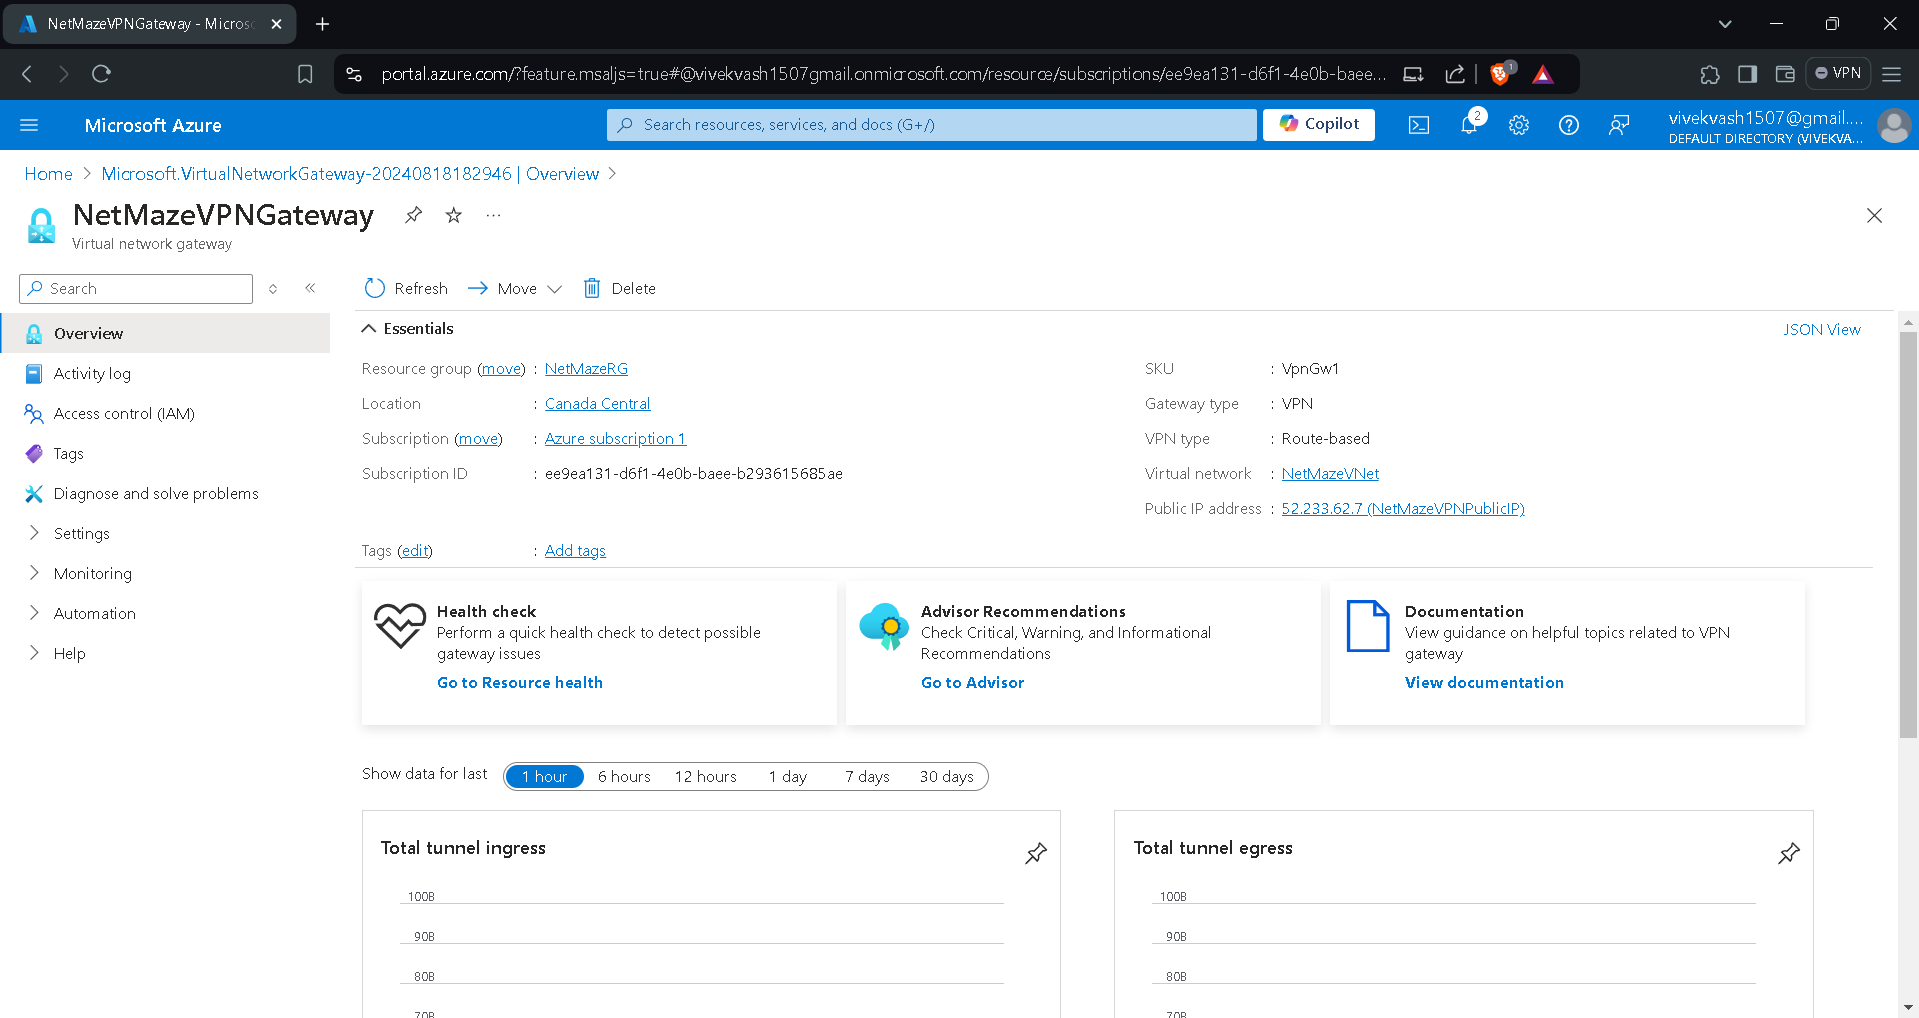 NetMazeVPNGateway - Micros
portal.azure.com/?feature.msaljs=true#@vivekvash1507gmail.onmicrosoft.com/resource/subscriptions/ee9ea131-d6f1-4e0b-baee...
1
VPN
Microsoft Azure
Search resources, services, and docs (G+/)
Copilot
2
vivekvash1507@gmail....
DEFAULT DIRECTORY (VIVEKVA...
Home > Microsoft.VirtualNetworkGateway-20240818182946 | Overview >
NetMazeVPNGateway
Virtual network gateway
Search
Overview
Activity log
Access control (IAM)
Tags
Diagnose and solve problems
Settings
Monitoring
Automation
Help
Refresh
Move
Delete
Essentials
JSON View
Resource group (move) : NetMazeRG
Location : Canada Central
Subscription (move) : Azure subscription 1
Subscription ID : ee9ea131-d6f1-4e0b-baee-b293615685ae
Tags (edit) : Add tags
SKU : VpnGw1
Gateway type : VPN
VPN type : Route-based
Virtual network : NetMazeVNet
Public IP address : 52.233.62.7 (NetMazeVPNPublicIP)
Health check
Perform a quick health check to detect possible
gateway issues
Go to Resource health
Advisor Recommendations
Check Critical, Warning, and Informational
Recommendations
Go to Advisor
Documentation
View guidance on helpful topics related to VPN
gateway
View documentation
Show data for last
1 hour
6 hours
12 hours
1 day
7 days
30 days
Total tunnel ingress
100B
90B
80B
70B
Total tunnel egress
100B
90B
80B
70B